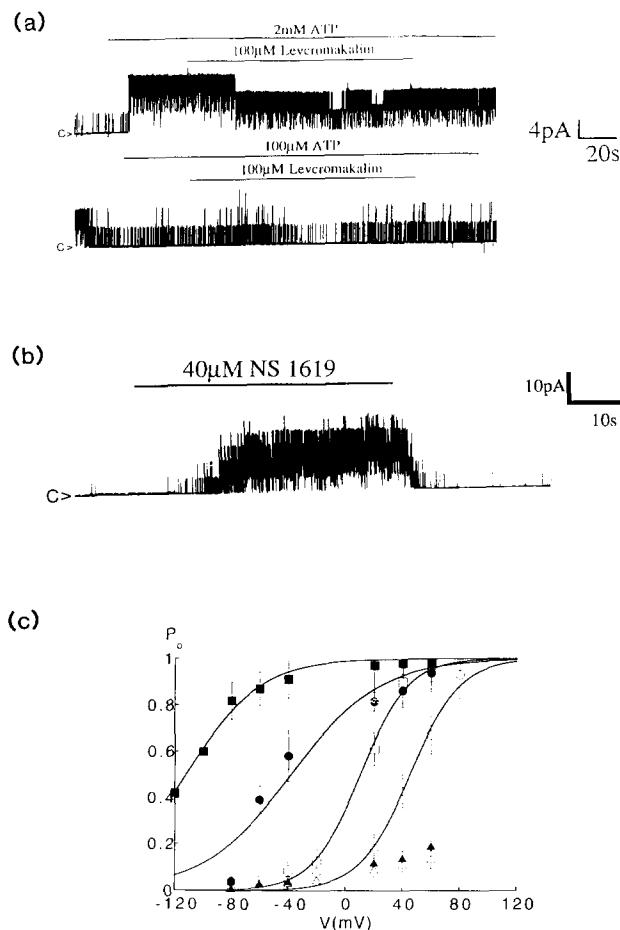 (a)
2mM ATP
100μM Levcromakalim
C>
4pA
20s
100μM ATP
100μM Levcromakalim
C>
(b)
40μM NS 1619
10pA
10s
C>
(c)
Po
1
0.8
0.6
0.4
0.2
0
-120 -80 -40 0 40 80 120
V(mV)